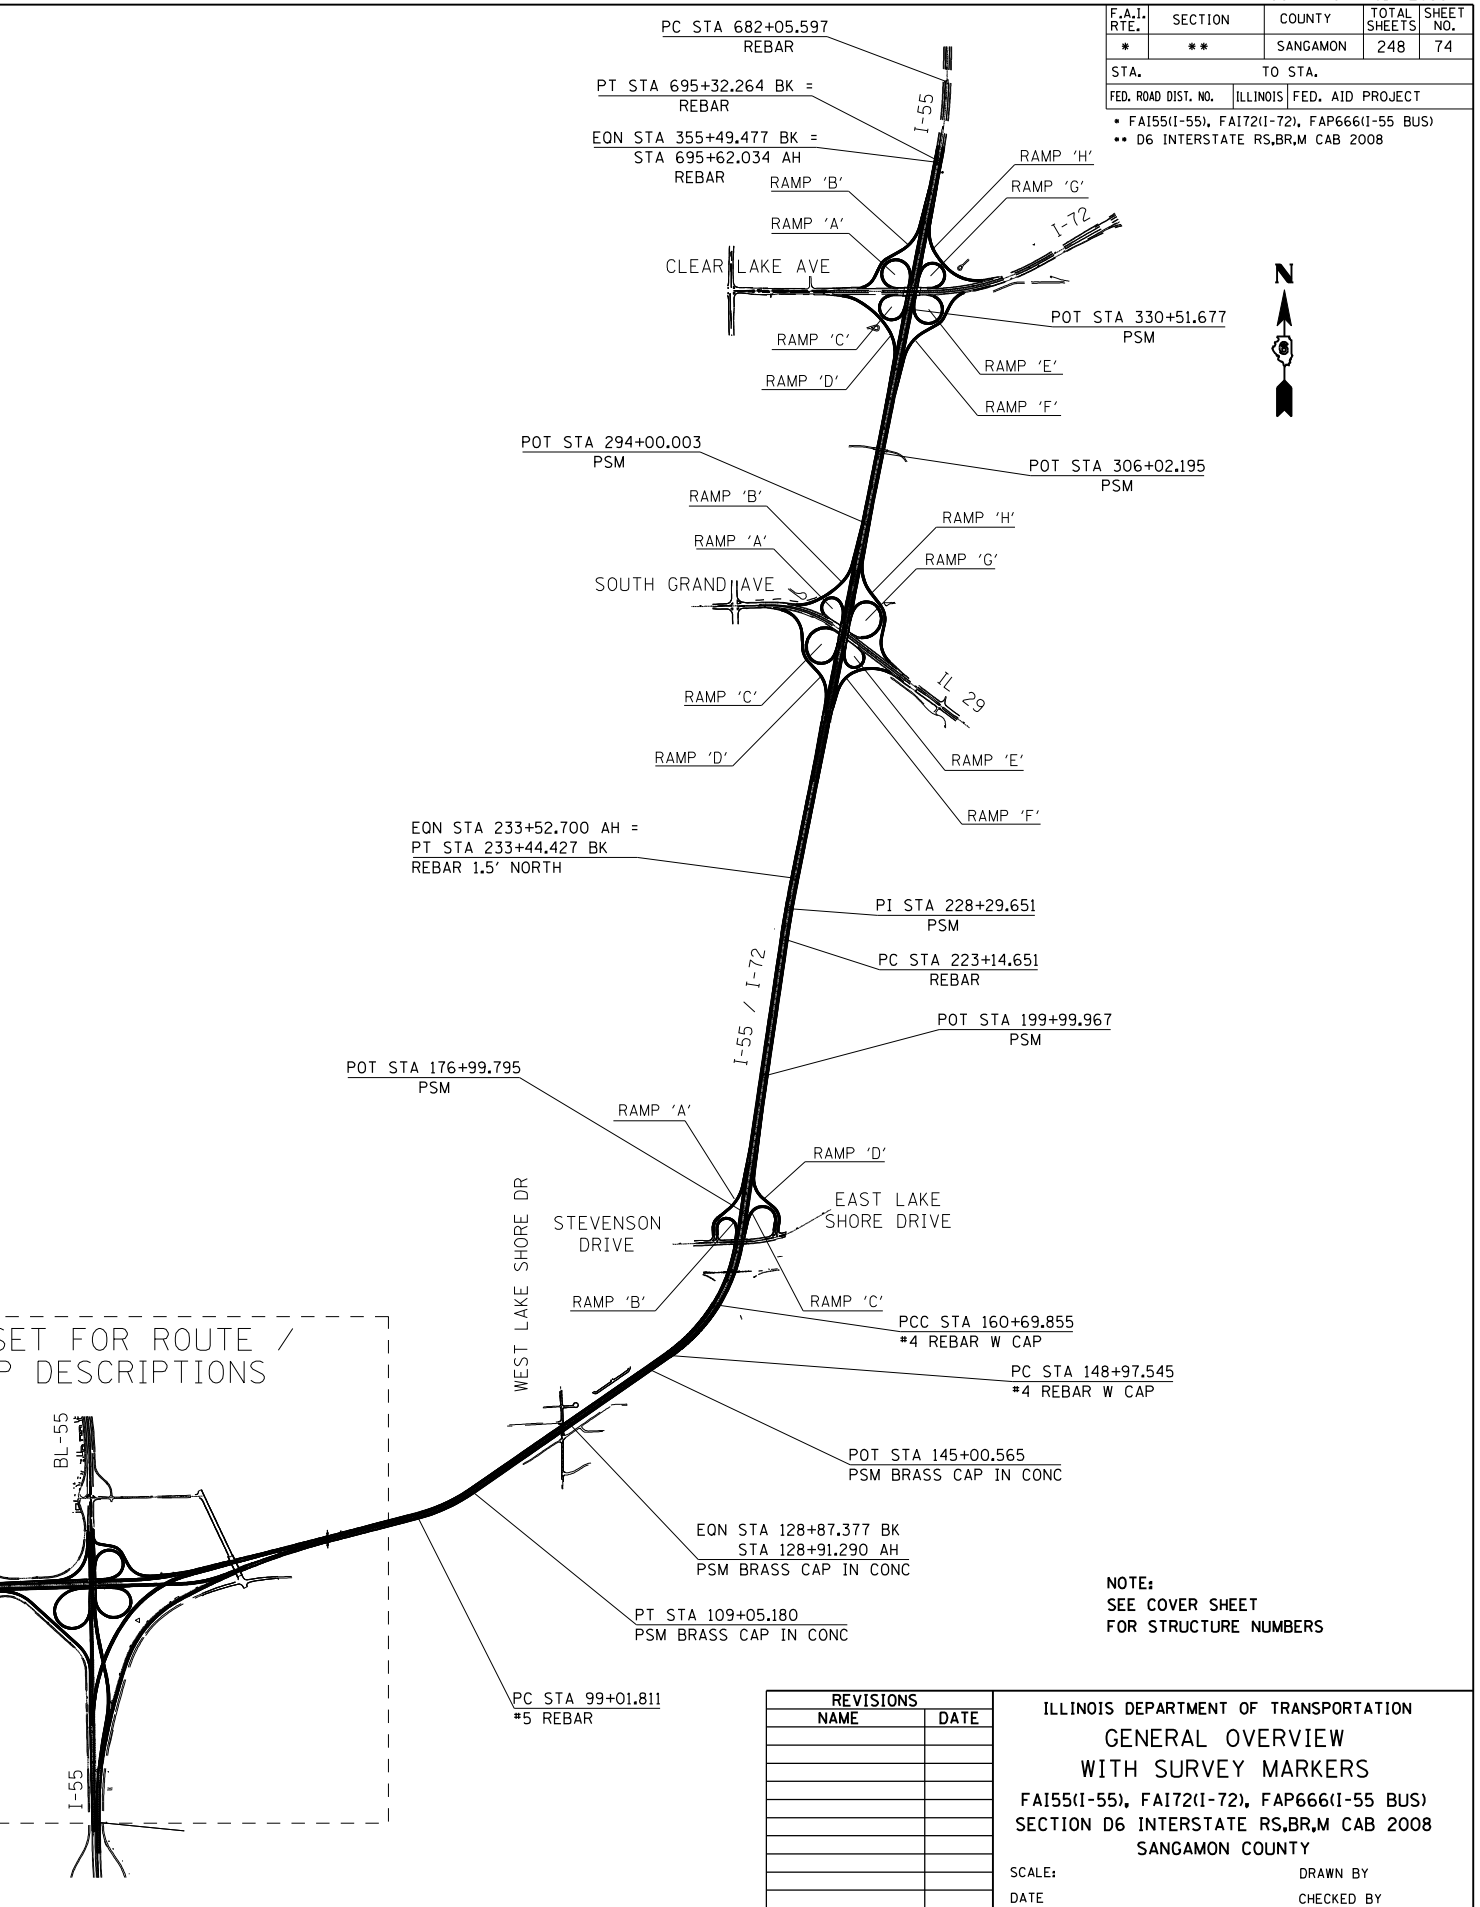 F.A.I. RTE. SECTION COUNTY TOTAL SHEETS SHEET NO.
* ** SANGAMON 248 74
STA. TO STA.
FED. ROAD DIST. NO. ILLINOIS FED. AID PROJECT
* FAI55(I-55), FAI72(I-72), FAP666(I-55 BUS)
** D6 INTERSTATE RS,BR,M CAB 2008
PC STA 682+05.597
REBAR
PT STA 695+32.264 BK =
REBAR
EQN STA 355+49.477 BK =
STA 695+62.034 AH
REBAR
I-55
RAMP 'H'
RAMP 'B'
RAMP 'G'
RAMP 'A'
I-72
CLEAR LAKE AVE
N
6
POT STA 330+51.677
PSM
RAMP 'C'
RAMP 'E'
RAMP 'D'
RAMP 'F'
POT STA 294+00.003
PSM
POT STA 306+02.195
PSM
RAMP 'B'
RAMP 'H'
RAMP 'A'
RAMP 'G'
SOUTH GRAND AVE
IL 29
RAMP 'C'
RAMP 'D'
RAMP 'E'
RAMP 'F'
EQN STA 233+52.700 AH =
PT STA 233+44.427 BK
REBAR 1.5' NORTH
PI STA 228+29.651
PSM
PC STA 223+14.651
REBAR
I-55 / I-72
POT STA 199+99.967
PSM
POT STA 176+99.795
PSM
RAMP 'A'
RAMP 'D'
WEST LAKE SHORE DR
STEVENSON
DRIVE
EAST LAKE
SHORE DRIVE
RAMP 'B'
RAMP 'C'
PCC STA 160+69.855
#4 REBAR W CAP
PC STA 148+97.545
#4 REBAR W CAP
SET FOR ROUTE /
P DESCRIPTIONS
BL-55
POT STA 145+00.565
PSM BRASS CAP IN CONC
EQN STA 128+87.377 BK
STA 128+91.290 AH
PSM BRASS CAP IN CONC
PT STA 109+05.180
PSM BRASS CAP IN CONC
PC STA 99+01.811
#5 REBAR
I-55
NOTE:
SEE COVER SHEET
FOR STRUCTURE NUMBERS
REVISIONS
NAME DATE
ILLINOIS DEPARTMENT OF TRANSPORTATION
GENERAL OVERVIEW
WITH SURVEY MARKERS
FAI55(I-55), FAI72(I-72), FAP666(I-55 BUS)
SECTION D6 INTERSTATE RS,BR,M CAB 2008
SANGAMON COUNTY
SCALE: DRAWN BY
DATE CHECKED BY